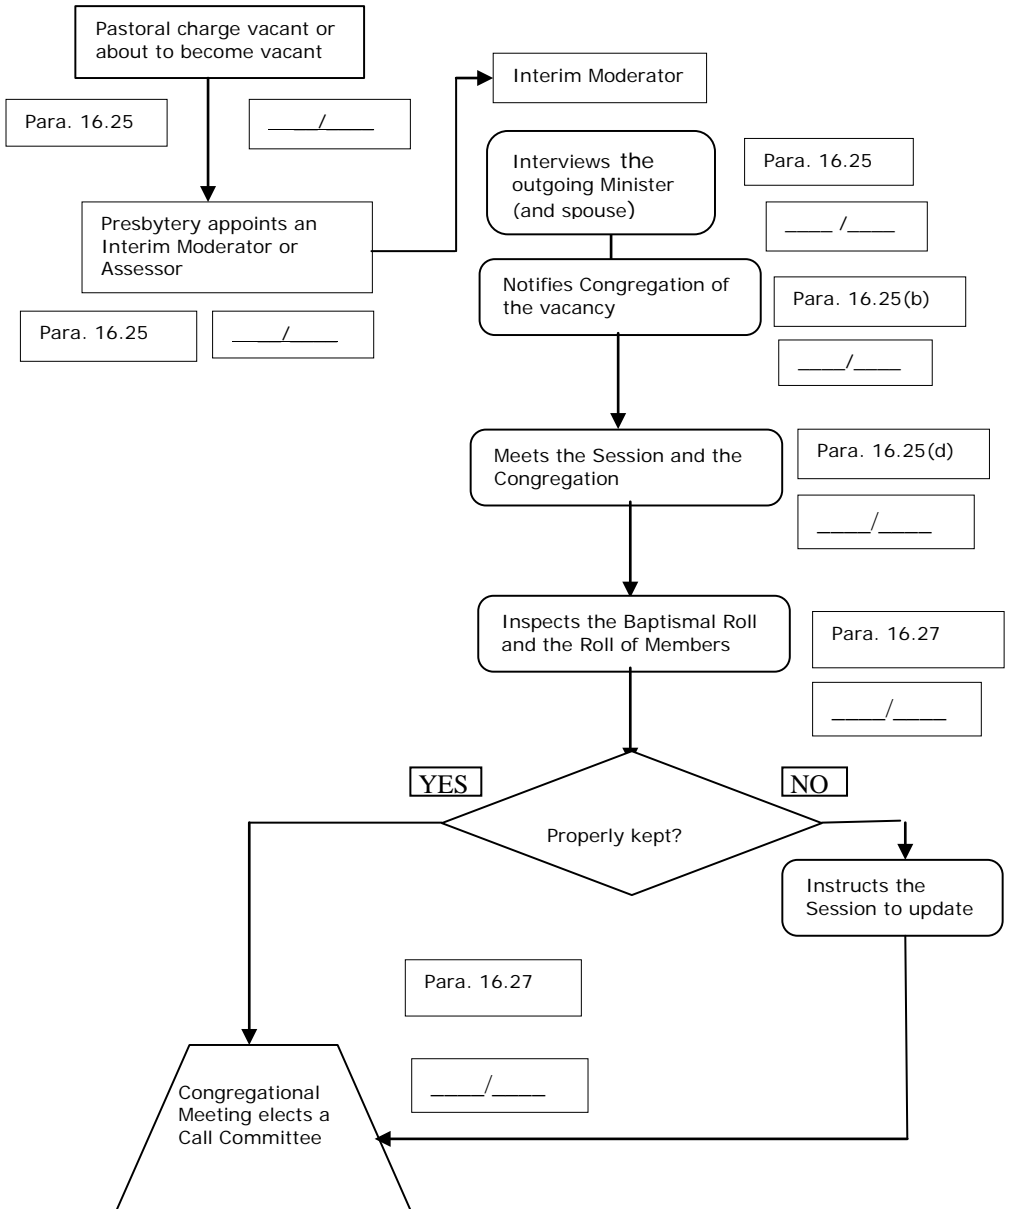 Pastoral charge vacant or
about to become vacant
Interim Moderator
Para. 16.25
____/____
Interviews the
outgoing Minister
(and spouse)
Para. 16.25
____ /____
Presbytery appoints an
Interim Moderator or
Assessor
Notifies Congregation of
the vacancy
Para. 16.25(b)
____/____
Para. 16.25
____/____
Meets the Session and the
Congregation
Para. 16.25(d)
____/____
Inspects the Baptismal Roll
and the Roll of Members
Para. 16.27
____/____
YES
NO
Properly kept?
Instructs the
Session to update
Para. 16.27
____/____
Congregational
Meeting elects a
Call Committee